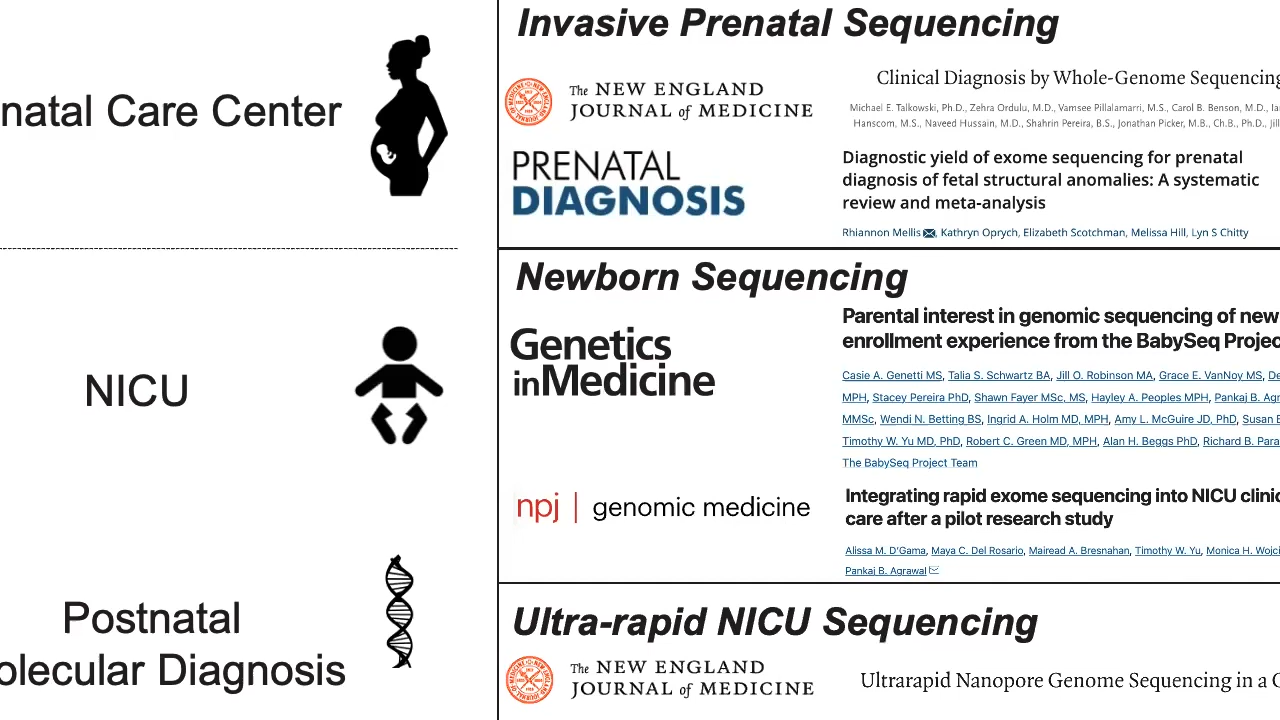 natal Care Center
NICU
Postnatal
olecular Diagnosis
Invasive Prenatal Sequencing
The NEW ENGLAND
JOURNAL of MEDICINE
Clinical Diagnosis by Whole-Genome Sequencing
Michael E. Talkowski, Ph.D., Zehra Ordulu, M.D., Vamsee Pillalamarri, M.S., Carol B. Benson, M.D., Ia
Hanscom, M.S., Naveed Hussain, M.D., Shahrin Pereira, B.S., Jonathan Picker, M.B., Ch.B., Ph.D., Jill
PRENATAL
DIAGNOSIS
Diagnostic yield of exome sequencing for prenatal
diagnosis of fetal structural anomalies: A systematic
review and meta-analysis
Rhiannon Mellis, Kathryn Oprych, Elizabeth Scotchman, Melissa Hill, Lyn S Chitty
Newborn Sequencing
Genetics
inMedicine
Parental interest in genomic sequencing of new
enrollment experience from the BabySeq Projec
Casie A. Genetti MS, Talia S. Schwartz BA, Jill O. Robinson MA, Grace E. VanNoy MS, De
MPH, Stacey Pereira PhD, Shawn Fayer MSc, MS, Hayley A. Peoples MPH, Pankaj B. Agr
MMSc, Wendi N. Betting BS, Ingrid A. Holm MD, MPH, Amy L. McGuire JD, PhD, Susan E
Timothy W. Yu MD, PhD, Robert C. Green MD, MPH, Alan H. Beggs PhD, Richard B. Para
The BabySeq Project Team
npj | genomic medicine
Integrating rapid exome sequencing into NICU clinic
care after a pilot research study
Alissa M. D'Gama, Maya C. Del Rosario, Mairead A. Bresnahan, Timothy W. Yu, Monica H. Wojci
Pankaj B. Agrawal
Ultra-rapid NICU Sequencing
The NEW ENGLAND
JOURNAL of MEDICINE
Ultrarapid Nanopore Genome Sequencing in a C